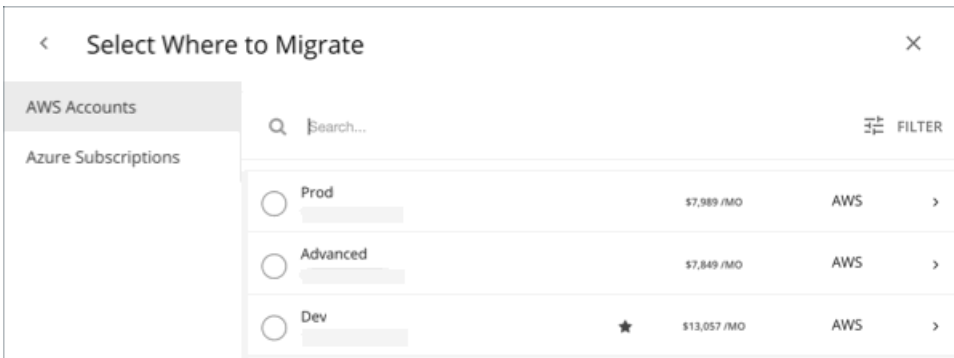 Select Where to Migrate
AWS Accounts
Azure Subscriptions
Search...
FILTER
Prod
$7,989 /MO
AWS
Advanced
$7,849 /MO
AWS
Dev
$13,057 /MO
AWS